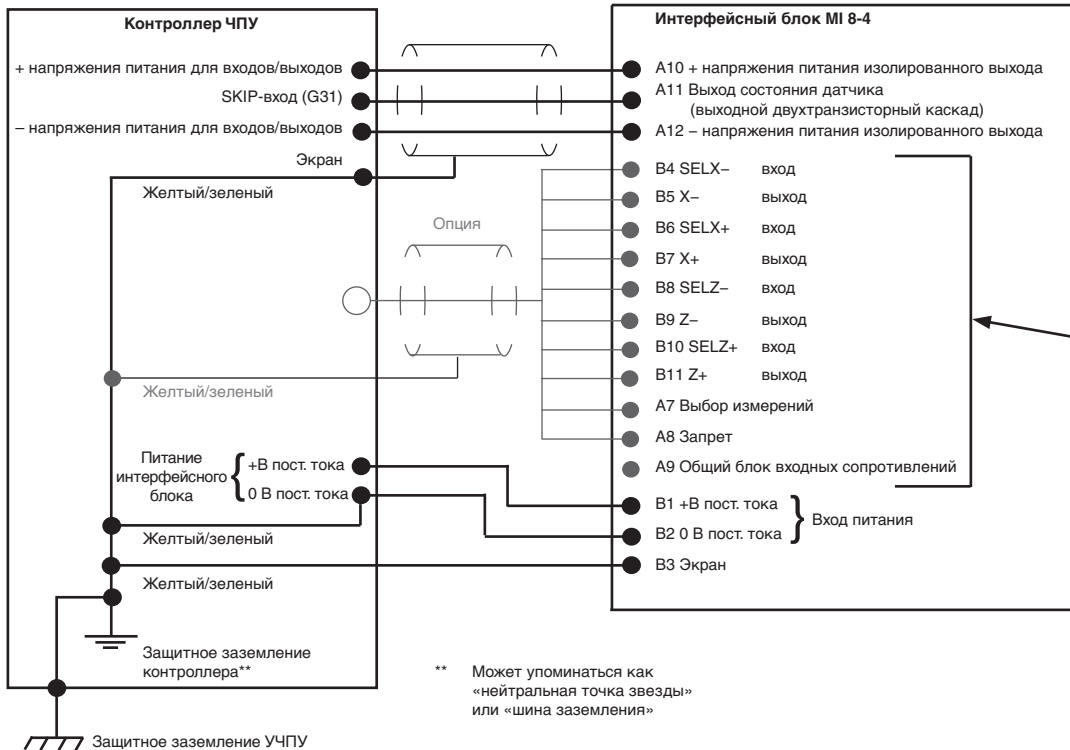 Контроллер ЧПУ
+ напряжения питания для входов/выходов
SKIP-вход (G31)
– напряжения питания для входов/выходов
Экран
Желтый/зеленый
Опция
Желтый/зеленый
Питание
интерфейсного
блока
{
+В пост. тока
0 В пост. тока
Желтый/зеленый
Желтый/зеленый
Защитное заземление
контроллера**
Защитное заземление УЧПУ
** Может упоминаться как
«нейтральная точка звезды»
или «шина заземления»
Интерфейсный блок MI 8-4
A10 + напряжения питания изолированного выхода
A11 Выход состояния датчика
(выходной двухтранзисторный каскад)
A12 – напряжения питания изолированного выхода
B4 SELX– вход
B5 X– выход
B6 SELX+ вход
B7 X+ выход
B8 SELZ– вход
B9 Z– выход
B10 SELZ+ вход
B11 Z+ выход
A7 Выбор измерений
A8 Запрет
A9 Общий блок входных сопротивлений
B1 +В пост. тока
B2 0 В пост. тока
} Вход питания
B3 Экран